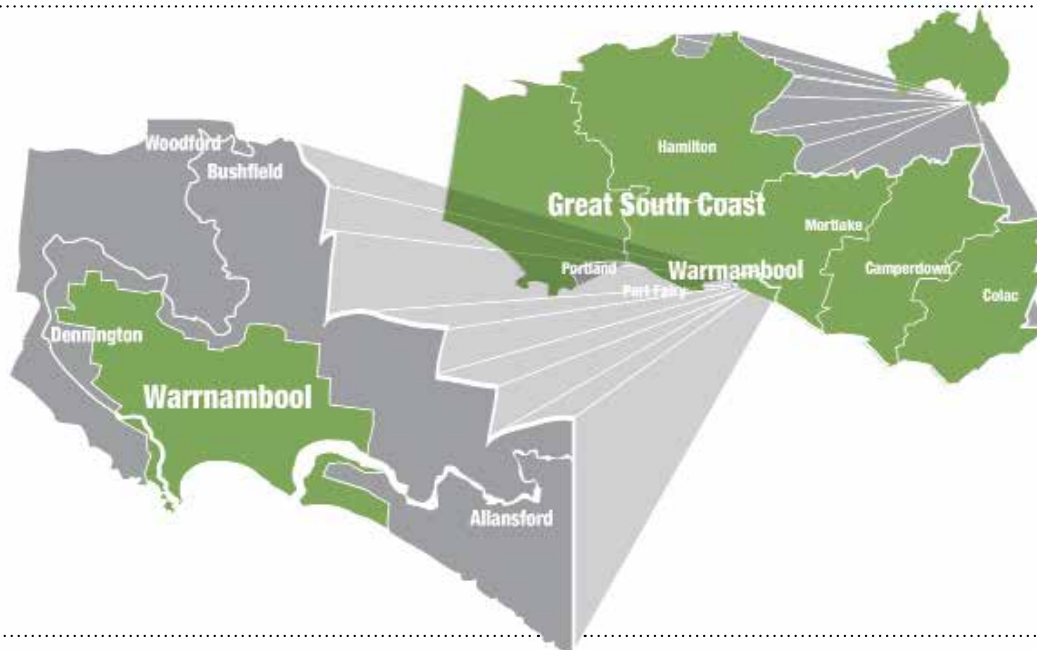 Woodford
Bushfield
Dennington
Warrnambool
Allansford
Hamilton
Great South Coast
Mortlake
Portland
Warrnambool
Camperdown
Port Fairy
Colac